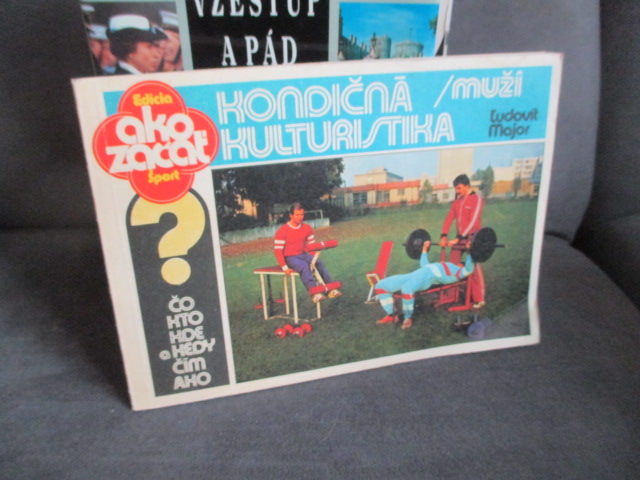 VZESTUP
A PÁD
Edícia
ako
začať
Šport
?
ČO
KTO
KDE
a KEDY
ČÍM
AKO
KONDIČNÁ /MUŽI
KULTURISTIKA
Ľudovít
Major